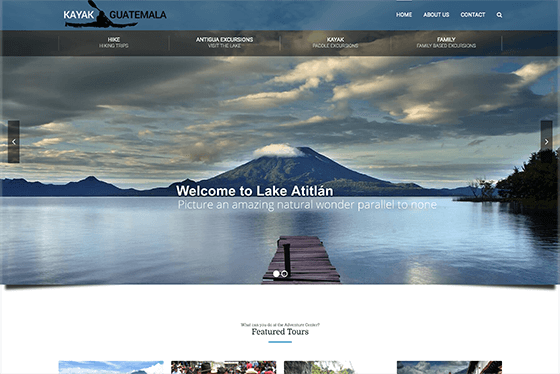 KAYAK GUATEMALA
HOME ABOUT US CONTACT
HIKE ANTIGUA EXCURSIONS KAYAK FAMILY
HIKING TRIPS VISIT THE LAKE PADDLE EXCURSIONS FAMILY BASED EXCURSIONS
Welcome to Lake Atitlán
Picture an amazing natural wonder parallel to none
What can you do at the Adventure Center?
Featured Tours